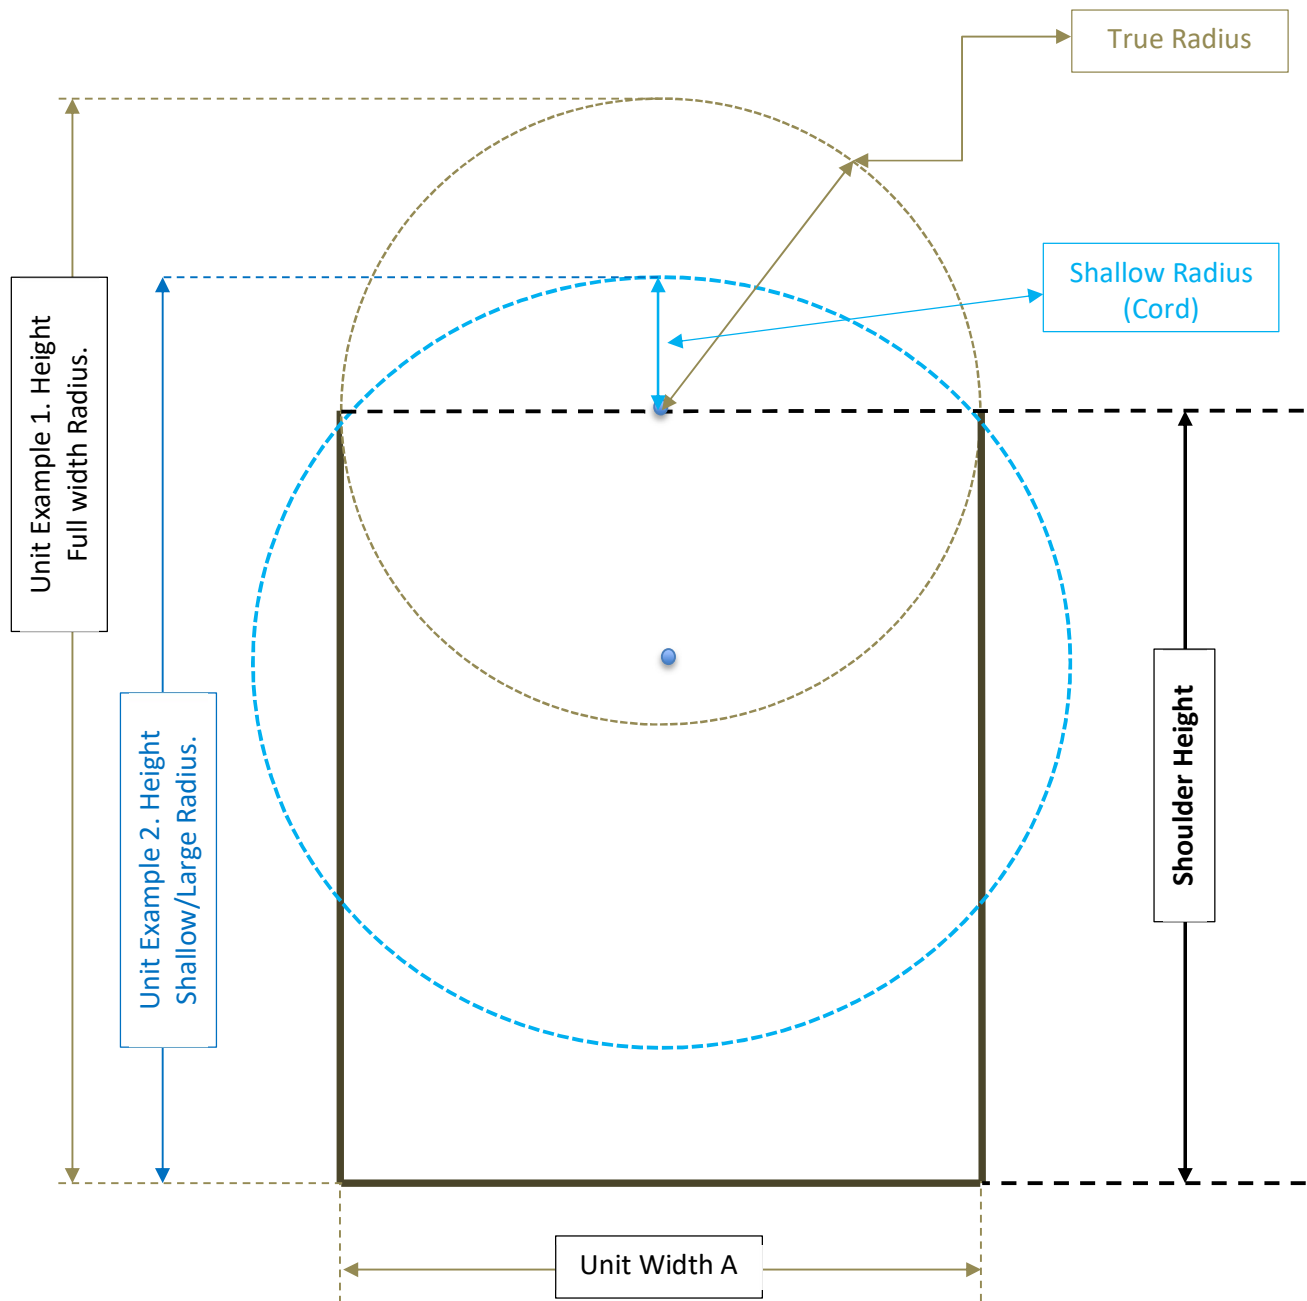 True Radius
Shallow Radius
(Cord)
Unit Example 1. Height
Full width Radius.
Unit Example 2. Height
Shallow/Large Radius.
Shoulder Height
Unit Width A